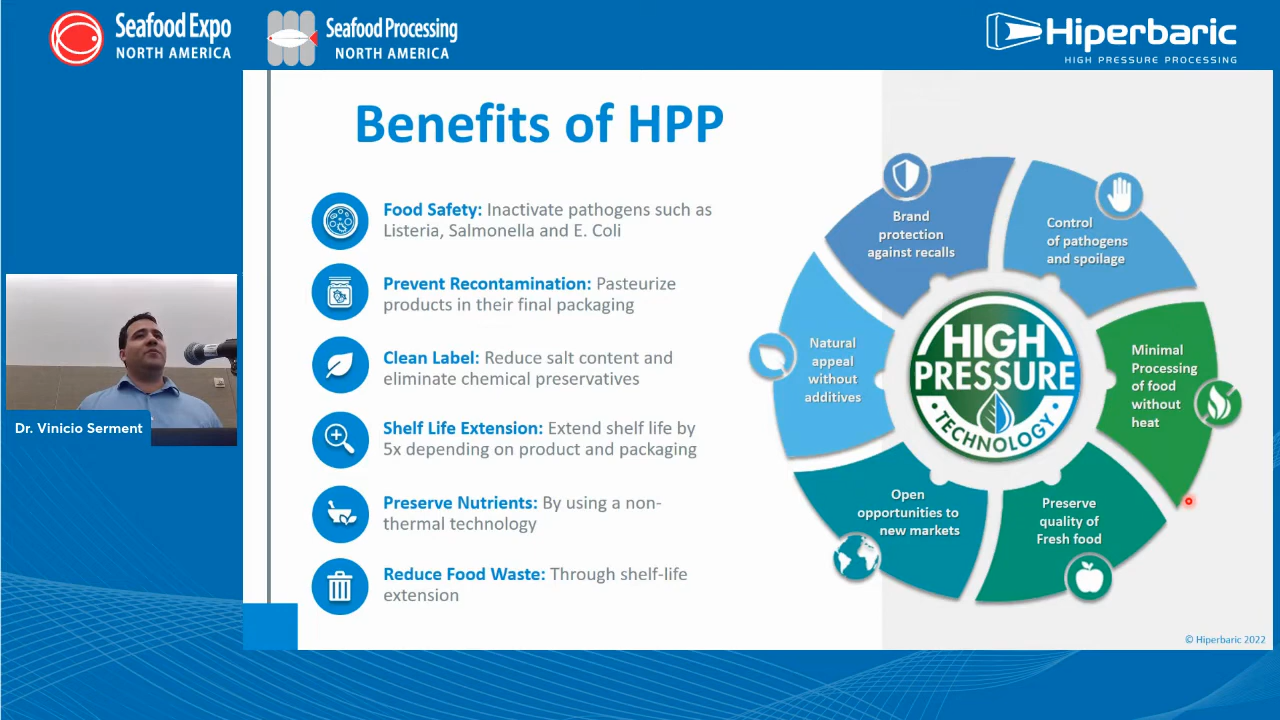 Seafood Expo
NORTH AMERICA
Seafood Processing
NORTH AMERICA
Hiperbaric
HIGH PRESSURE PROCESSING
Benefits of HPP
Food Safety: Inactivate pathogens such as
Listeria, Salmonella and E. Coli
Prevent Recontamination: Pasteurize
products in their final packaging
Clean Label: Reduce salt content and
eliminate chemical preservatives
Shelf Life Extension: Extend shelf life by
5x depending on product and packaging
Preserve Nutrients: By using a non-
thermal technology
Reduce Food Waste: Through shelf-life
extension
Brand
protection
against recalls
Control
of pathogens
and spoilage
Natural
appeal
without
additives
HIGH
PRESSURE
TECHNOLOGY
Minimal
Processing
of food
without
heat
Open
opportunities to
new markets
Preserve
quality of
Fresh food
Dr. Vinicio Serment
© Hiperbaric 2022